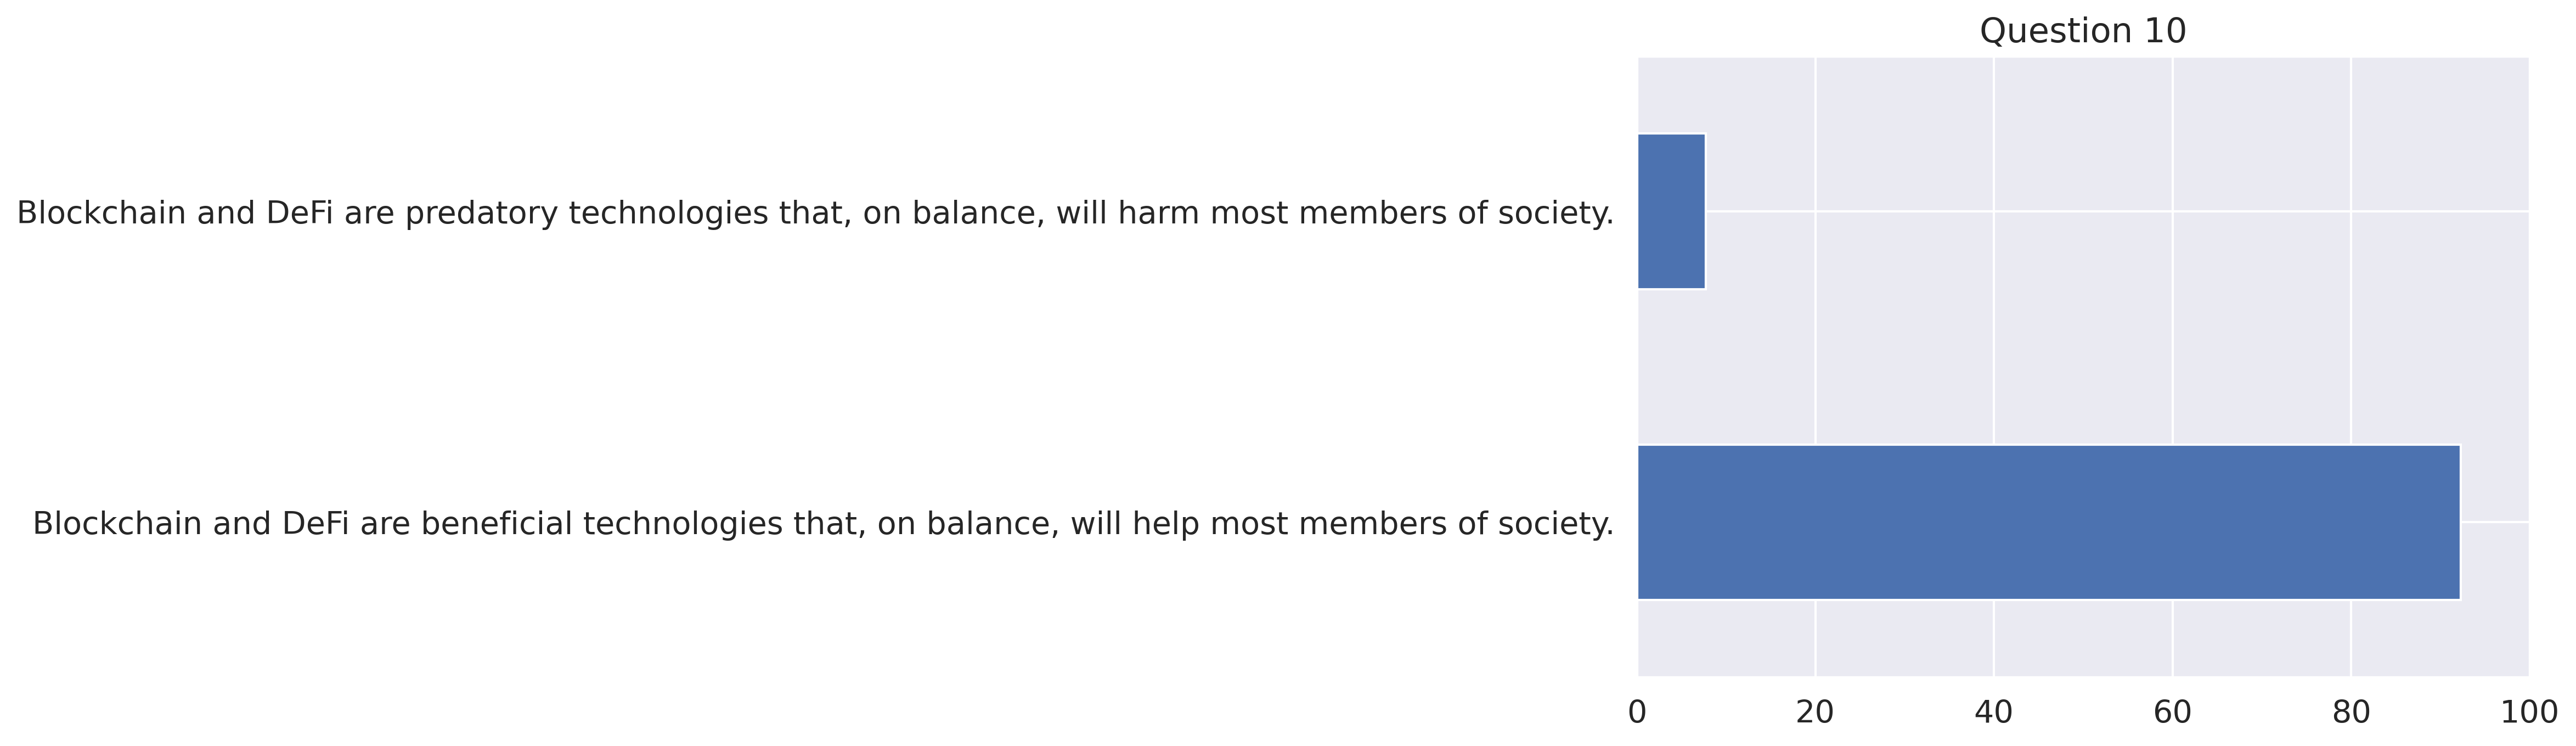 Question 10
Blockchain and DeFi are predatory technologies that, on balance, will harm most members of society.
Blockchain and DeFi are beneficial technologies that, on balance, will help most members of society.
0 20 40 60 80 100